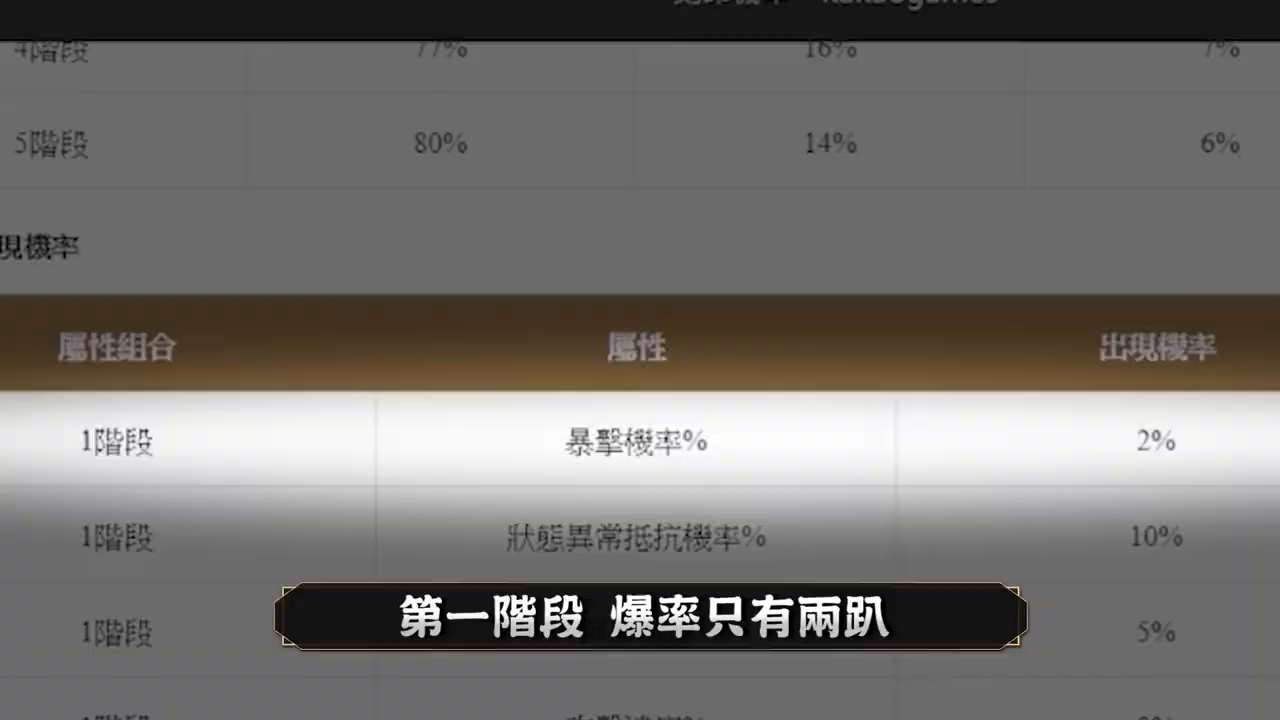 4階段 77% 16% 7%
5階段 80% 14% 6%
現機率
屬性組合 屬性 出現機率
1階段 暴擊機率% 2%
1階段 狀態異常抵抗機率% 10%
第一階段 爆率只有兩趴
1階段 5%